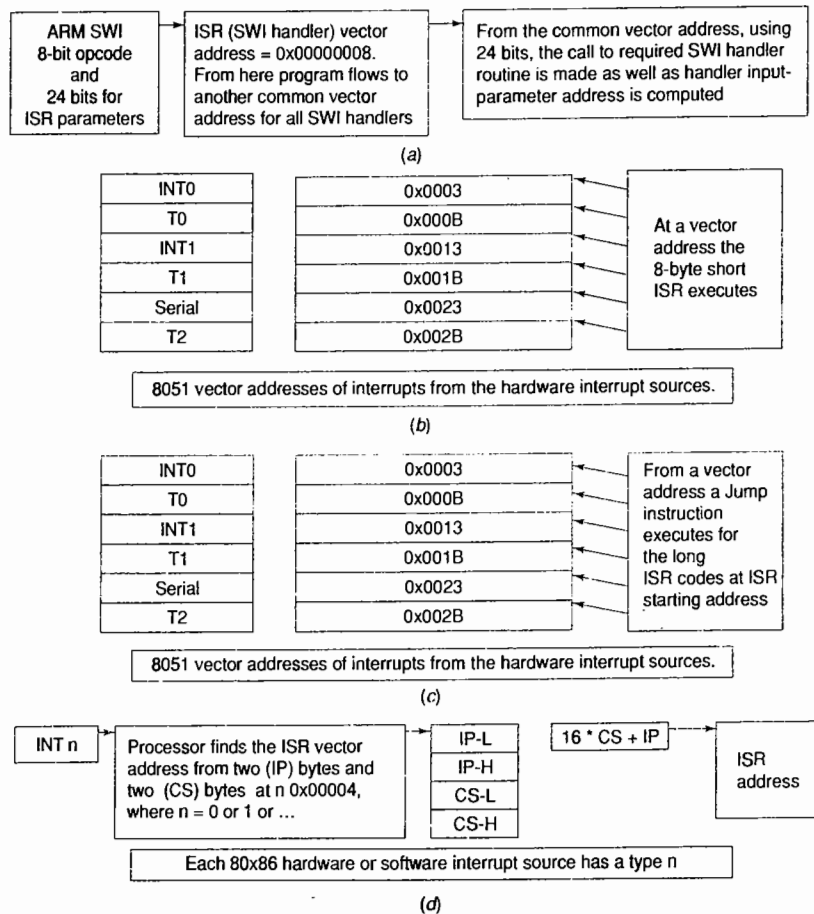 ARM SWI
8-bit opcode
and
24 bits for
ISR parameters
ISR (SWI handler) vector
address = 0x00000008.
From here program flows to
another common vector
address for all SWI handlers
From the common vector address, using
24 bits, the call to required SWI handler
routine is made as well as handler input-
parameter address is computed
(a)
INT0
0x0003
T0
0x000B
INT1
0x0013
T1
0x001B
Serial
0x0023
T2
0x002B
At a vector
address the
8-byte short
ISR executes
8051 vector addresses of interrupts from the hardware interrupt sources.
(b)
INT0
0x0003
T0
0x000B
INT1
0x0013
T1
0x001B
Serial
0x0023
T2
0x002B
From a vector
address a Jump
instruction
executes for
the long
ISR codes at ISR
starting address
8051 vector addresses of interrupts from the hardware interrupt sources.
(c)
INT n
Processor finds the ISR vector
address from two (IP) bytes and
two (CS) bytes at n 0x00004,
where n = 0 or 1 or ...
IP-L
IP-H
CS-L
CS-H
16 * CS + IP
ISR
address
Each 80x86 hardware or software interrupt source has a type n
(d)